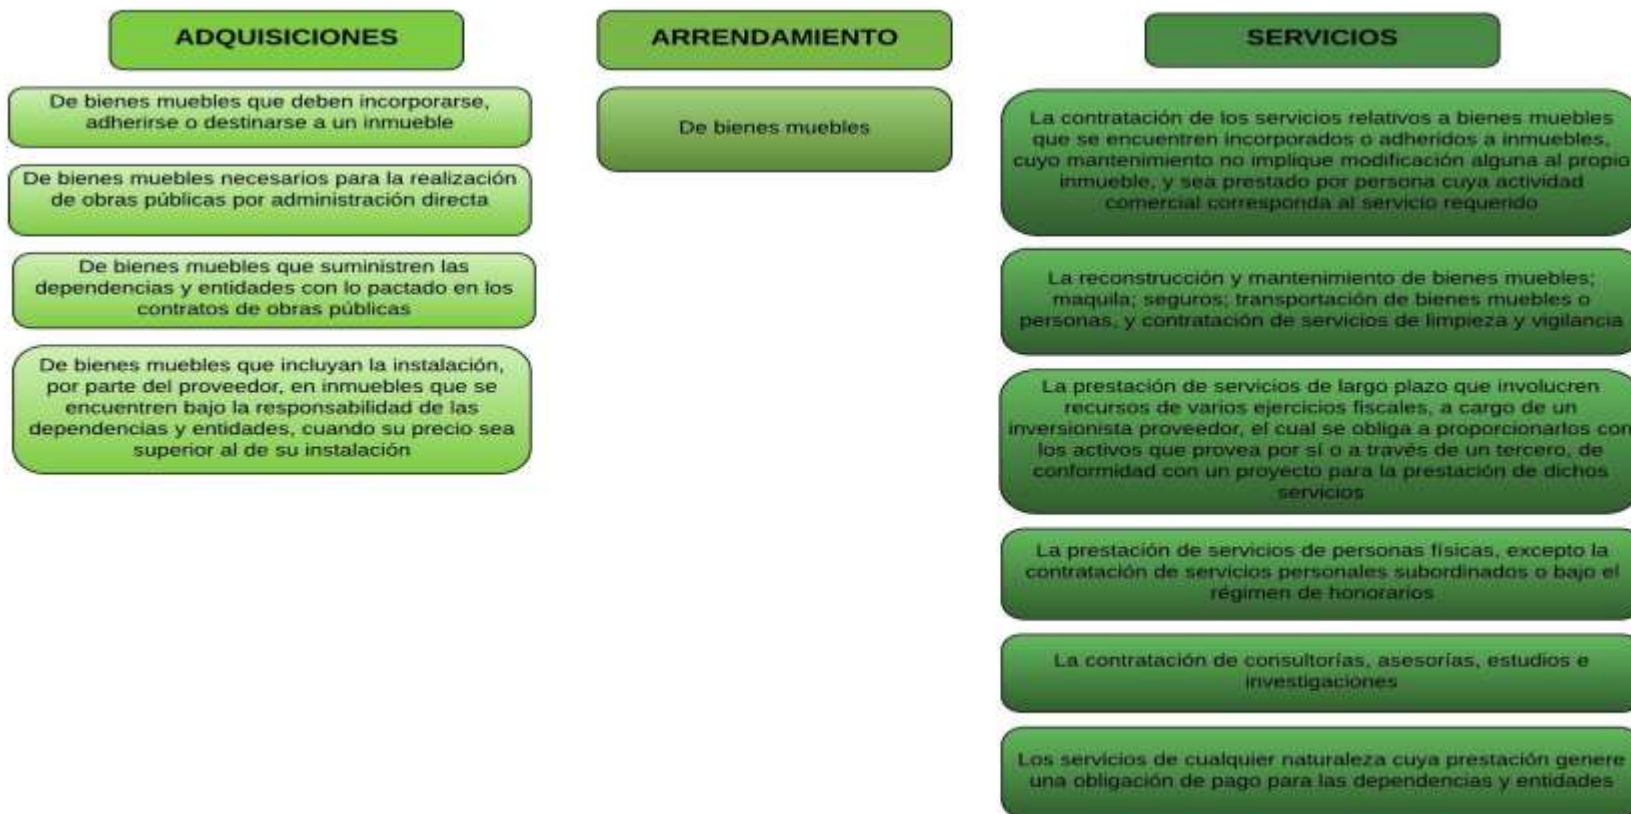 ADQUISICIONES
De bienes muebles que deben incorporarse,
adherirse o destinarse a un inmueble
De bienes muebles necesarios para la realización
de obras públicas por administración directa
De bienes muebles que suministren las
dependencias y entidades con lo pactado en los
contratos de obras públicas
De bienes muebles que incluyan la instalación,
por parte del proveedor, en inmuebles que se
encuentren bajo la responsabilidad de las
dependencias y entidades, cuando su precio sea
superior al de su instalación
ARRENDAMIENTO
De bienes muebles
SERVICIOS
La contratación de los servicios relativos a bienes muebles
que se encuentren incorporados o adheridos a inmuebles,
cuyo mantenimiento no implique modificación alguna al propio
inmueble, y sea prestado por persona cuya actividad
comercial corresponda al servicio requerido
La reconstrucción y mantenimiento de bienes muebles;
maquila; seguros; transportación de bienes muebles o
personas, y contratación de servicios de limpieza y vigilancia
La prestación de servicios de largo plazo que involucren
recursos de varios ejercicios fiscales, a cargo de un
inversionista proveedor, el cual se obliga a proporcionarlos con
los activos que provea por sí o a través de un tercero, de
conformidad con un proyecto para la prestación de dichos
servicios
La prestación de servicios de personas físicas, excepto la
contratación de servicios personales subordinados o bajo el
régimen de honorarios
La contratación de consultorías, asesorías, estudios e
investigaciones
Los servicios de cualquier naturaleza cuya prestación genere
una obligación de pago para las dependencias y entidades